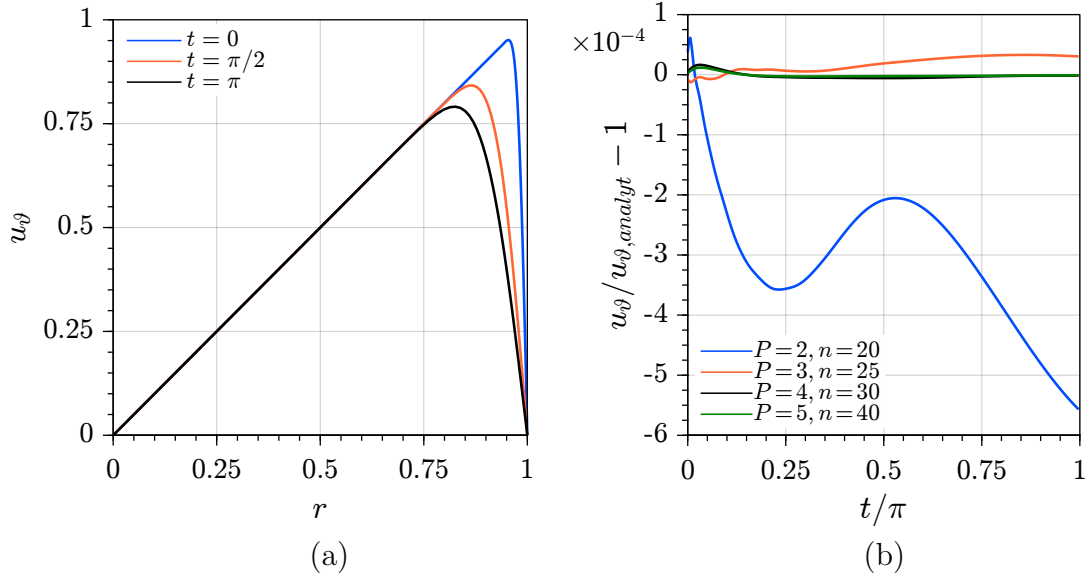 1
0.75
0.5
0.25
0
u_ϑ
t = 0
t = π/2
t = π
0 0.25 0.5 0.75 1
r
(a)
×10⁻⁴
1
0
-1
-2
-3
-4
-5
-6
u_ϑ/u_ϑ,analyt − 1
P = 2, n = 20
P = 3, n = 25
P = 4, n = 30
P = 5, n = 40
0 0.25 0.5 0.75 1
t/π
(b)